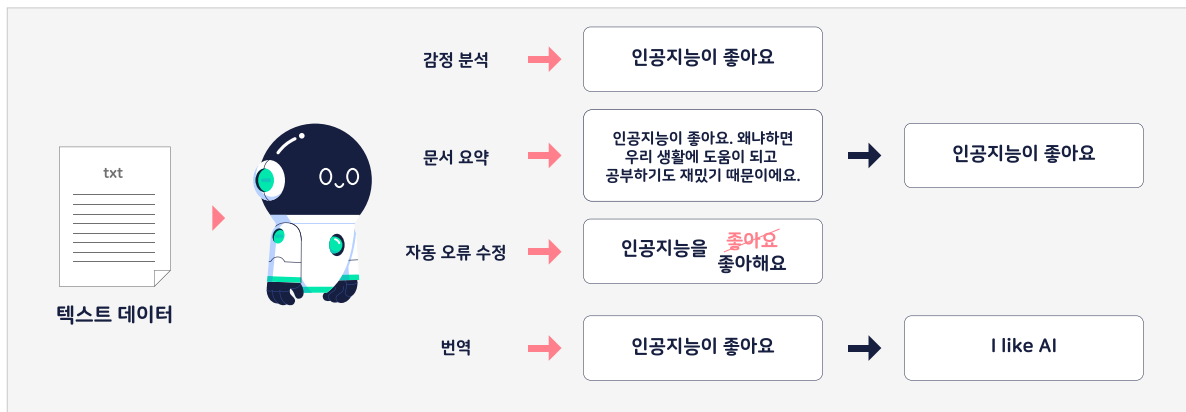 txt
텍스트 데이터
감정 분석
인공지능이 좋아요
문서 요약
인공지능이 좋아요. 왜냐하면
우리 생활에 도움이 되고
공부하기도 재밌기 때문이에요.
인공지능이 좋아요
자동 오류 수정
인공지능을 좋아요
좋아해요
번역
인공지능이 좋아요
I like AI